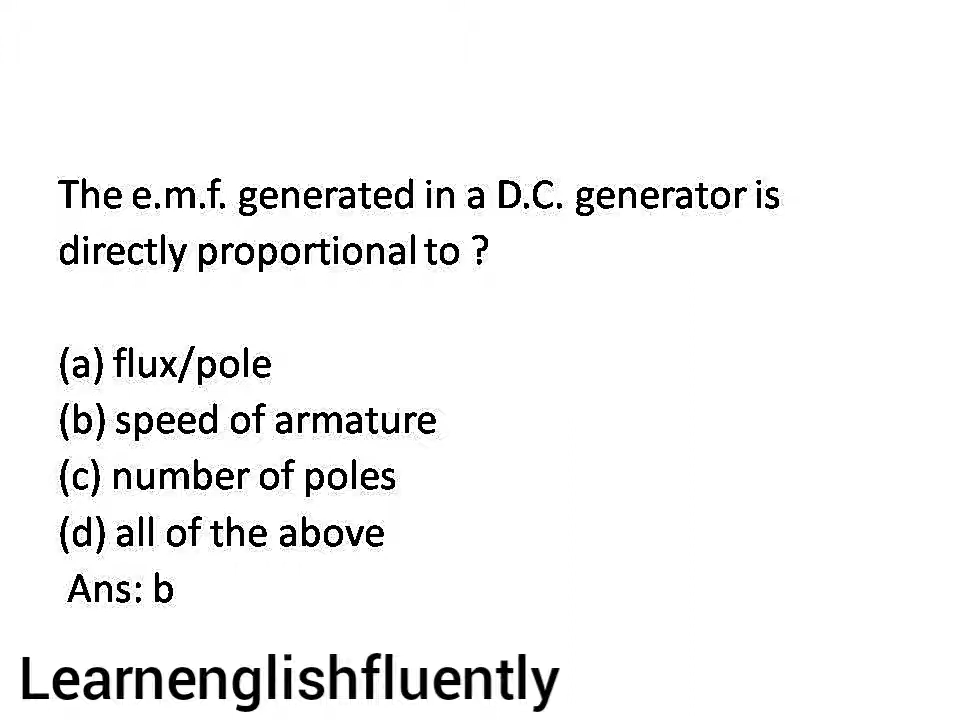 The e.m.f. generated in a D.C. generator is
directly proportional to ?
(a) flux/pole
(b) speed of armature
(c) number of poles
(d) all of the above
Ans: b
Learnenglishfluently